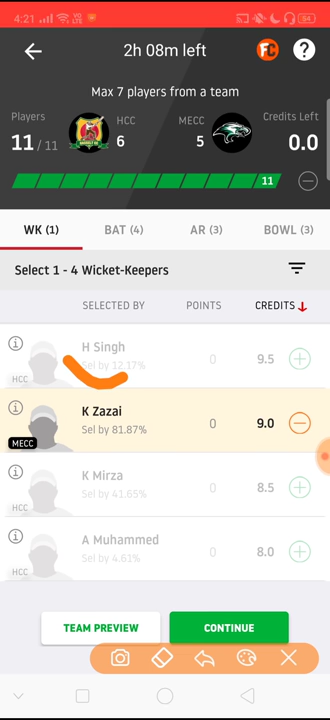 4:21
94
2h 08m left
FC
?
Max 7 players from a team
Players HCC MECC Credits Left
11 / 11 6 5 0.0
11
WK (1) BAT (4) AR (3) BOWL (3)
Select 1 - 4 Wicket-Keepers
SELECTED BY POINTS CREDITS
H Singh
Sel by 12.17% 0 9.5
HCC
K Zazai
Sel by 81.87% 0 9.0
MECC
K Mirza
Sel by 41.65% 0 8.5
HCC
A Muhammed
Sel by 4.61% 0 8.0
HCC
TEAM PREVIEW CONTINUE